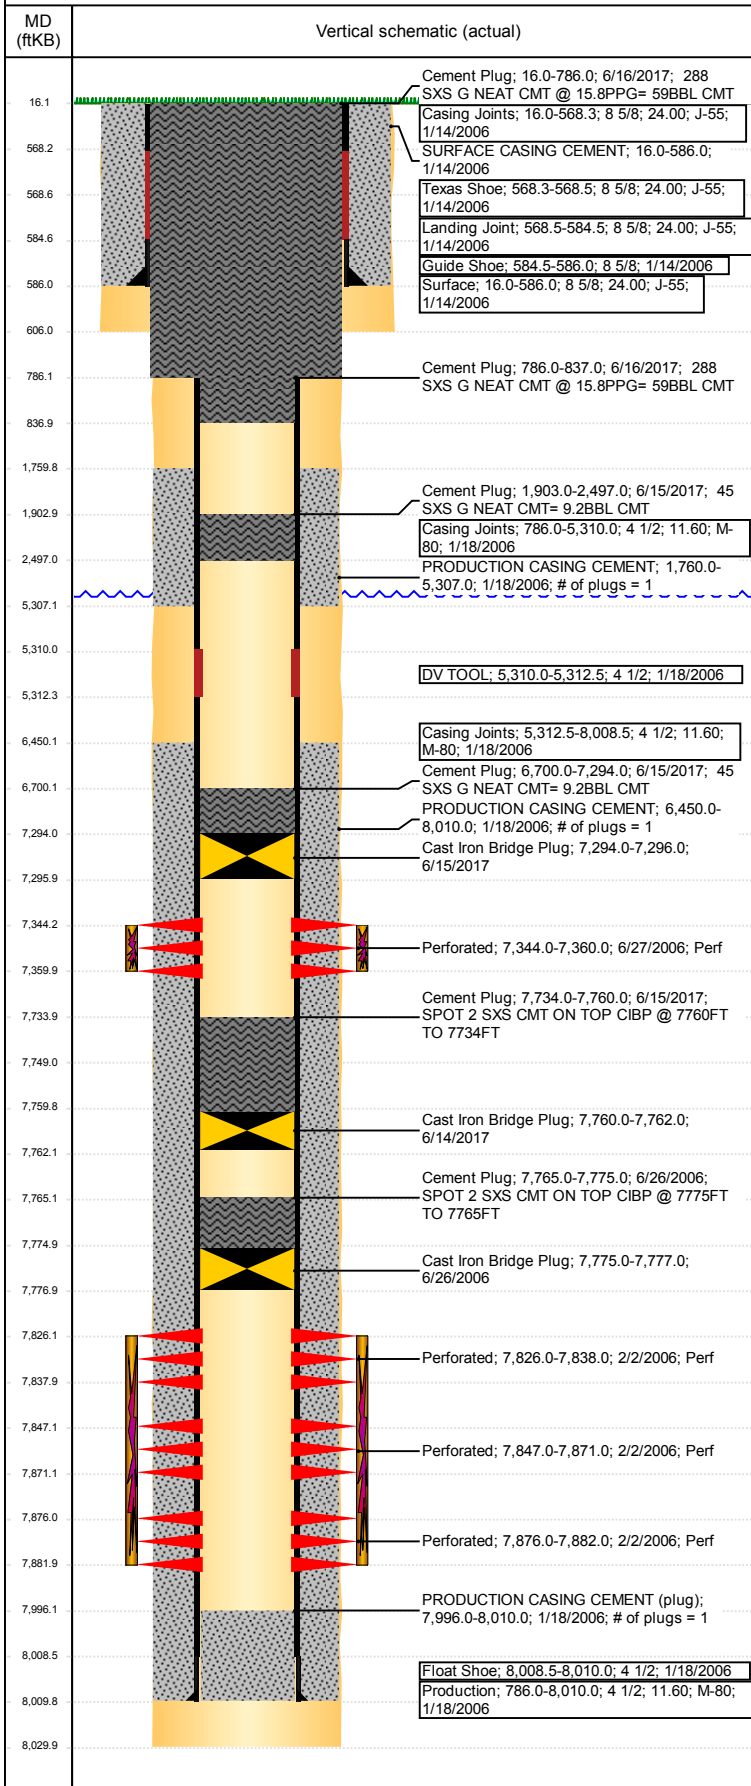 MD
(ftKB)
Vertical schematic (actual)
Cement Plug; 16.0-786.0; 6/16/2017;  288
SXS G NEAT CMT @ 15.8PPG= 59BBL CMT
16.1
Casing Joints; 16.0-568.3; 8 5/8; 24.00; J-55;
1/14/2006
568.2
SURFACE CASING CEMENT; 16.0-586.0;
1/14/2006
568.6
Texas Shoe; 568.3-568.5; 8 5/8; 24.00; J-55;
1/14/2006
584.6
Landing Joint; 568.5-584.5; 8 5/8; 24.00; J-55;
1/14/2006
Guide Shoe; 584.5-586.0; 8 5/8; 1/14/2006
586.0
Surface; 16.0-586.0; 8 5/8; 24.00; J-55;
1/14/2006
606.0
786.1
Cement Plug; 786.0-837.0; 6/16/2017;  288
SXS G NEAT CMT @ 15.8PPG= 59BBL CMT
836.9
1,759.8
Cement Plug; 1,903.0-2,497.0; 6/15/2017;  45
SXS G NEAT CMT= 9.2BBL CMT
1,902.9
Casing Joints; 786.0-5,310.0; 4 1/2; 11.60; M-
80; 1/18/2006
2,497.0
PRODUCTION CASING CEMENT; 1,760.0-
5,307.0; 1/18/2006; # of plugs = 1
5,307.1
5,310.0
DV TOOL; 5,310.0-5,312.5; 4 1/2; 1/18/2006
5,312.3
Casing Joints; 5,312.5-8,008.5; 4 1/2; 11.60;
M-80; 1/18/2006
6,450.1
Cement Plug; 6,700.0-7,294.0; 6/15/2017;  45
SXS G NEAT CMT= 9.2BBL CMT
6,700.1
PRODUCTION CASING CEMENT; 6,450.0-
8,010.0; 1/18/2006; # of plugs = 1
7,294.0
Cast Iron Bridge Plug; 7,294.0-7,296.0;
6/15/2017
7,295.9
7,344.2
Perforated; 7,344.0-7,360.0; 6/27/2006; Perf
7,359.9
Cement Plug; 7,734.0-7,760.0; 6/15/2017;
SPOT 2 SXS CMT ON TOP CIBP @ 7760FT
TO 7734FT
7,733.9
7,749.0
7,759.8
Cast Iron Bridge Plug; 7,760.0-7,762.0;
6/14/2017
7,762.1
Cement Plug; 7,765.0-7,775.0; 6/26/2006;
SPOT 2 SXS CMT ON TOP CIBP @ 7775FT
TO 7765FT
7,765.1
7,774.9
Cast Iron Bridge Plug; 7,775.0-7,777.0;
6/26/2006
7,776.9
7,826.1
Perforated; 7,826.0-7,838.0; 2/2/2006; Perf
7,837.9
7,847.1
Perforated; 7,847.0-7,871.0; 2/2/2006; Perf
7,871.1
7,876.0
Perforated; 7,876.0-7,882.0; 2/2/2006; Perf
7,881.9
PRODUCTION CASING CEMENT (plug);
7,996.0-8,010.0; 1/18/2006; # of plugs = 1
7,996.1
8,008.5
Float Shoe; 8,008.5-8,010.0; 4 1/2; 1/18/2006
8,009.8
Production; 786.0-8,010.0; 4 1/2; 11.60; M-80;
1/18/2006
8,029.9